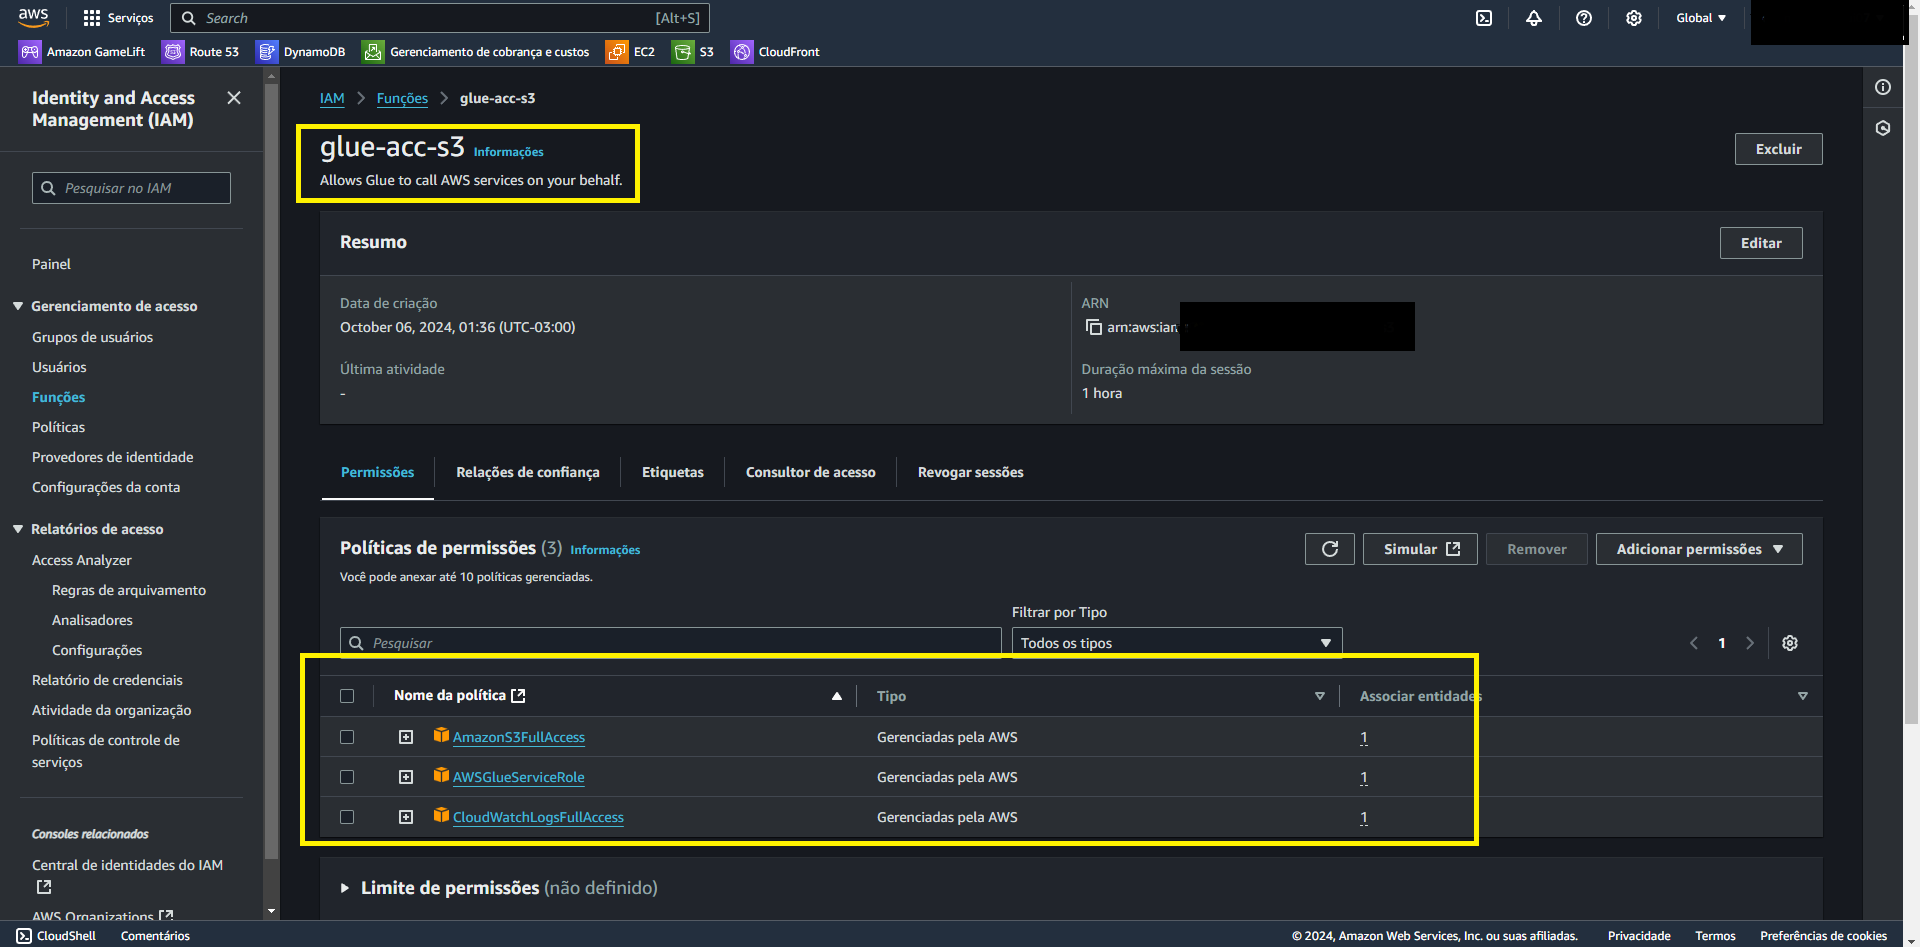 aws
Serviços
Search
[Alt+S]
Global
Amazon GameLift
Route 53
DynamoDB
Gerenciamento de cobrança e custos
EC2
S3
CloudFront
Identity and Access
Management (IAM)
Pesquisar no IAM
Painel
Gerenciamento de acesso
Grupos de usuários
Usuários
Funções
Políticas
Provedores de identidade
Configurações da conta
Relatórios de acesso
Access Analyzer
Regras de arquivamento
Analisadores
Configurações
Relatório de credenciais
Atividade da organização
Políticas de controle de
serviços
Consoles relacionados
Central de identidades do IAM
AWS Organizations
IAM
Funções
glue-acc-s3
glue-acc-s3 Informações
Allows Glue to call AWS services on your behalf.
Excluir
Resumo
Editar
Data de criação
October 06, 2024, 01:36 (UTC-03:00)
Última atividade
-
ARN
arn:aws:iam
Duração máxima da sessão
1 hora
Permissões
Relações de confiança
Etiquetas
Consultor de acesso
Revogar sessões
Políticas de permissões (3) Informações
Você pode anexar até 10 políticas gerenciadas.
Simular
Remover
Adicionar permissões
Filtrar por Tipo
Pesquisar
Todos os tipos
1
Nome da política
Tipo
Associar entidades
AmazonS3FullAccess
Gerenciadas pela AWS
1
AWSGlueServiceRole
Gerenciadas pela AWS
1
CloudWatchLogsFullAccess
Gerenciadas pela AWS
1
Limite de permissões (não definido)
CloudShell
Comentários
© 2024, Amazon Web Services, Inc. ou suas afiliadas.
Privacidade
Termos
Preferências de cookies